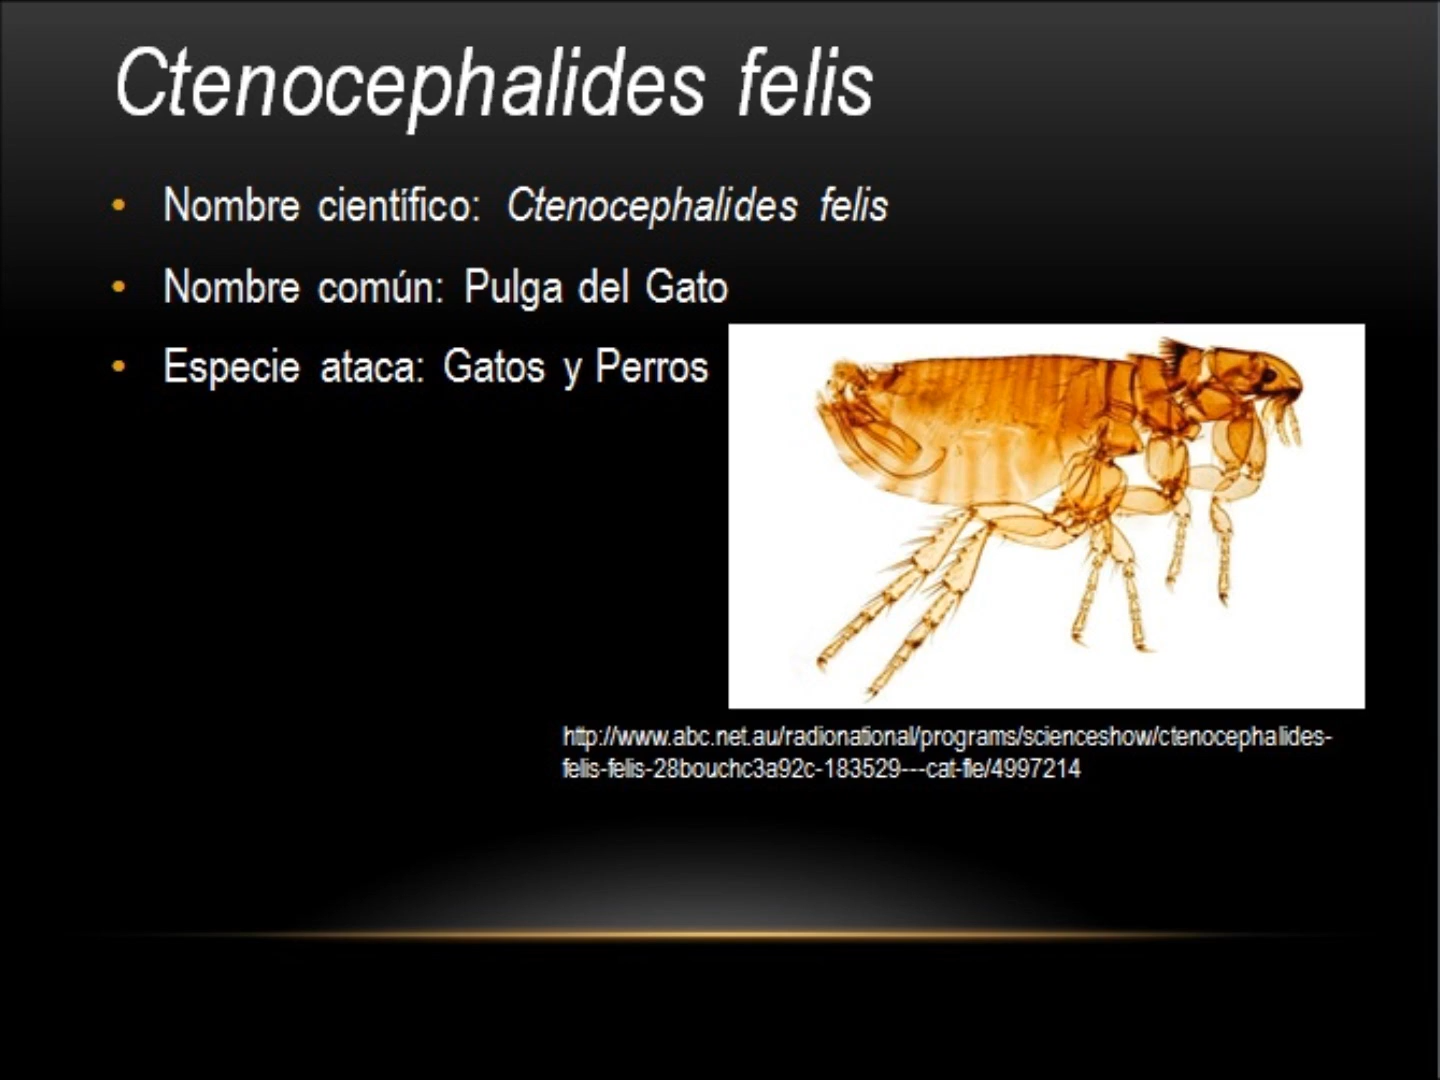 Ctenocephalides felis
• Nombre científico: Ctenocephalides felis
• Nombre común: Pulga del Gato
• Especie ataca: Gatos y Perros
http://www.abc.net.au/radionational/programs/scienceshow/ctenocephalides-
felis-felis-28bouchc3a92c-183529---cat-fle/4997214